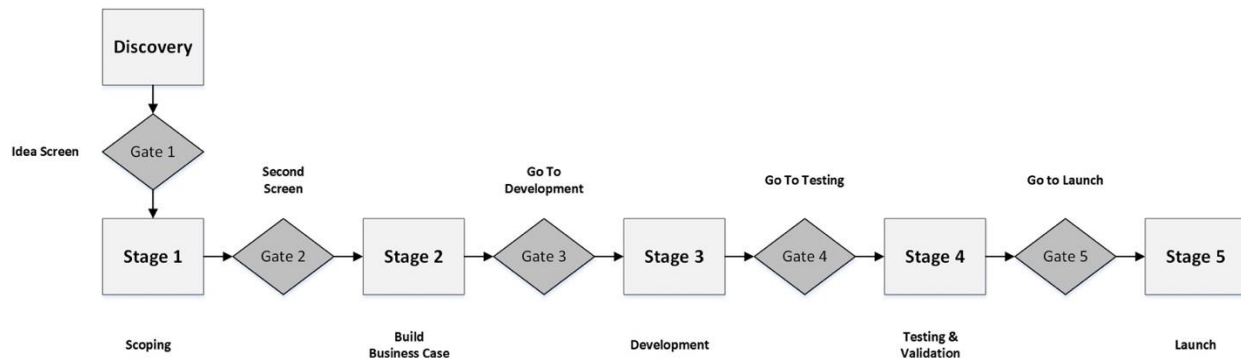 Discovery
Idea Screen
Gate 1
Second
Screen
Go To
Development
Go To Testing
Go to Launch
Stage 1
Gate 2
Stage 2
Gate 3
Stage 3
Gate 4
Stage 4
Gate 5
Stage 5
Scoping
Build
Business Case
Development
Testing &
Validation
Launch